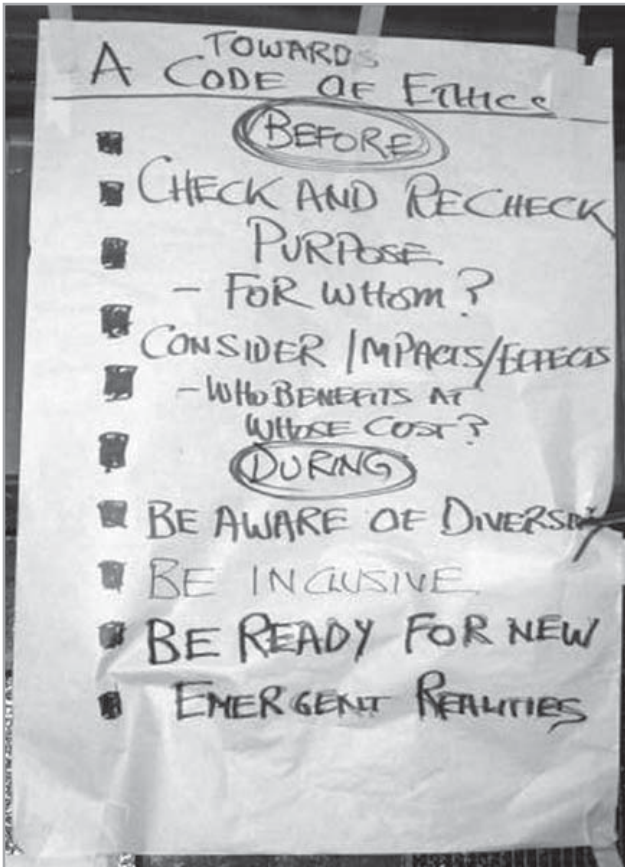 TOWARDS
A CODE OF ETHICS
BEFORE
CHECK AND RECHECK
PURPOSE
- FOR WHOM?
CONSIDER IMPACTS/EFFECTS
- WHO BENEFITS AT
WHOSE COST?
DURING
BE AWARE OF DIVERSITY
BE INCLUSIVE
BE READY FOR NEW
EMERGENT REALITIES